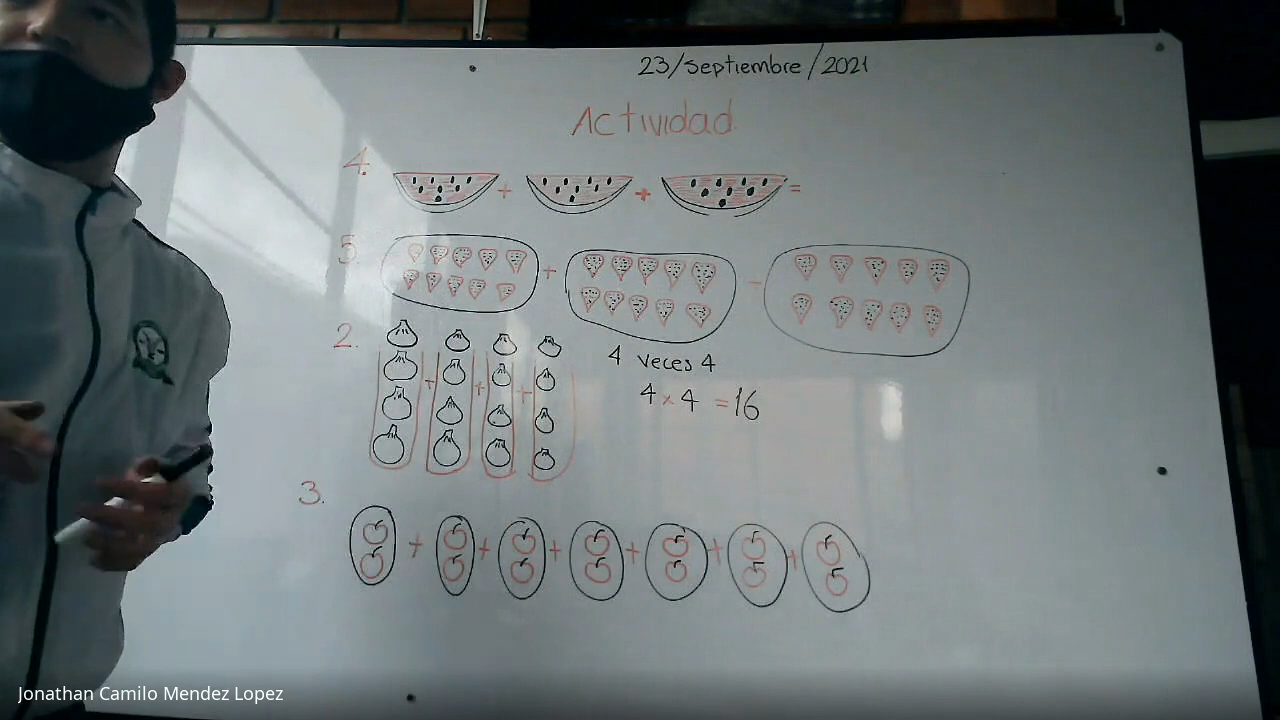 23/Septiembre/2021
Actividad
4. + + =
5 + -
2. + + +
4 veces 4
4 x 4 = 16
3. + + + + + +
Jonathan Camilo Mendez Lopez